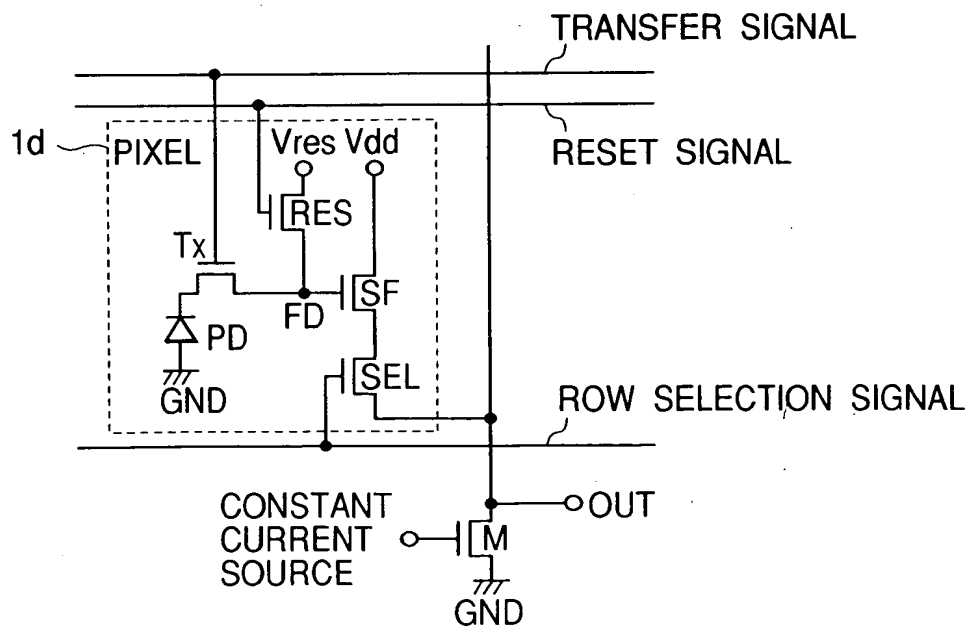 TRANSFER SIGNAL
RESET SIGNAL
1d
PIXEL
Vres Vdd
RES
Tx
SF
FD
PD
SEL
GND
ROW SELECTION SIGNAL
OUT
CONSTANT
CURRENT
SOURCE
M
GND